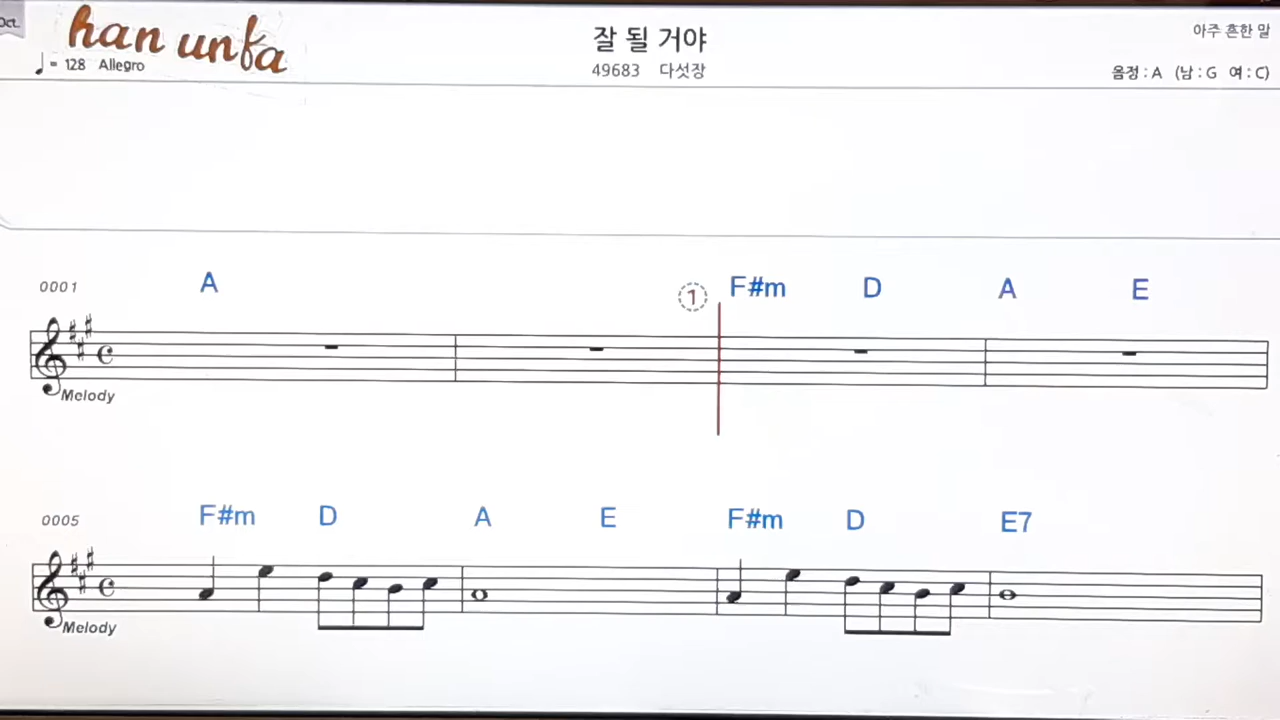 Oct.
han unfa
잘 될 거야
아주 흔한 말
♩ = 128 Allegro
49683 다섯장
음정 : A (남 : G 여 : C)
0001 A ① F#m D A E
Melody
0005 F#m D A E F#m D E7
Melody